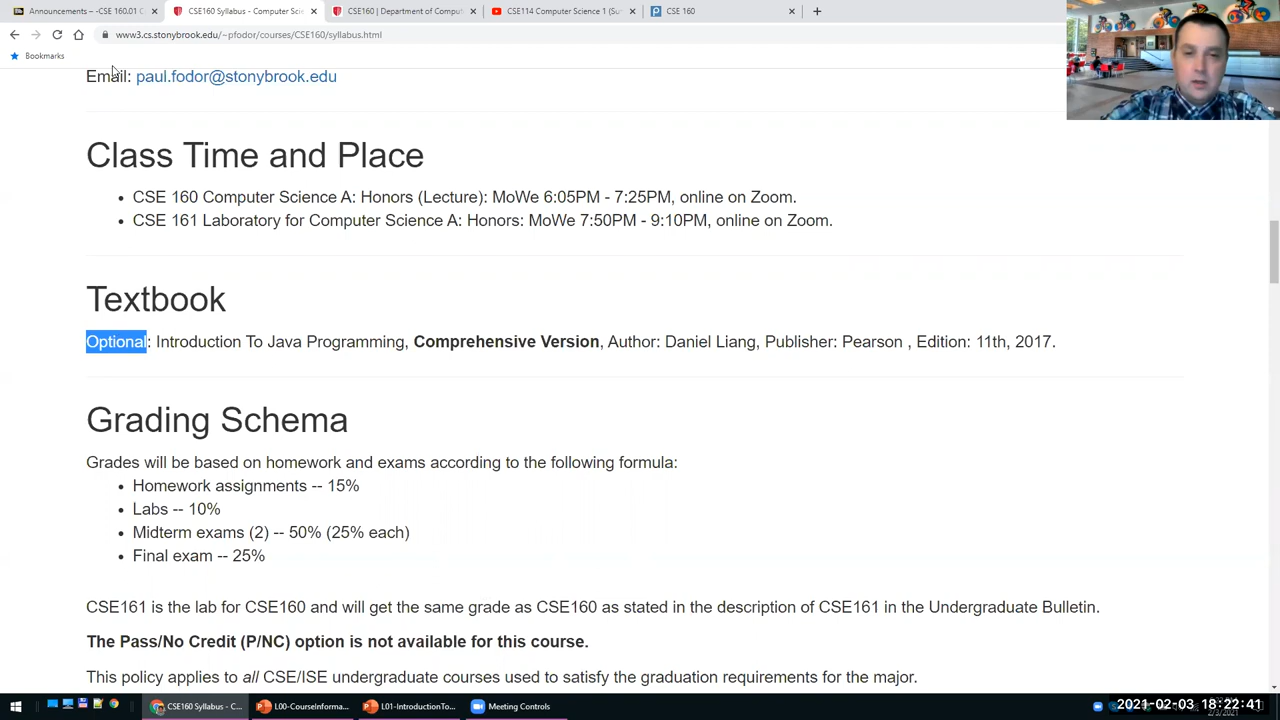 Announcements – -CSE 160.01 C
CSE160 Syllabus - Computer Scie
CSE160 | Department of Comput
CSE114 Computer Science 1 (Su
CSE 160
www3.cs.stonybrook.edu/~pfodor/courses/CSE160/syllabus.html
Bookmarks
Email: paul.fodor@stonybrook.edu
Class Time and Place
• CSE 160 Computer Science A: Honors (Lecture): MoWe 6:05PM - 7:25PM, online on Zoom.
• CSE 161 Laboratory for Computer Science A: Honors: MoWe 7:50PM - 9:10PM, online on Zoom.
Textbook
Optional: Introduction To Java Programming, Comprehensive Version, Author: Daniel Liang, Publisher: Pearson , Edition: 11th, 2017.
Grading Schema
Grades will be based on homework and exams according to the following formula:
• Homework assignments -- 15%
• Labs -- 10%
• Midterm exams (2) -- 50% (25% each)
• Final exam -- 25%
CSE161 is the lab for CSE160 and will get the same grade as CSE160 as stated in the description of CSE161 in the Undergraduate Bulletin.
The Pass/No Credit (P/NC) option is not available for this course.
This policy applies to all CSE/ISE undergraduate courses used to satisfy the graduation requirements for the major.
CSE160 Syllabus - C...
L00-CourseInforma...
L01-IntroductionTo...
Meeting Controls
2021-02-03 18:22:41